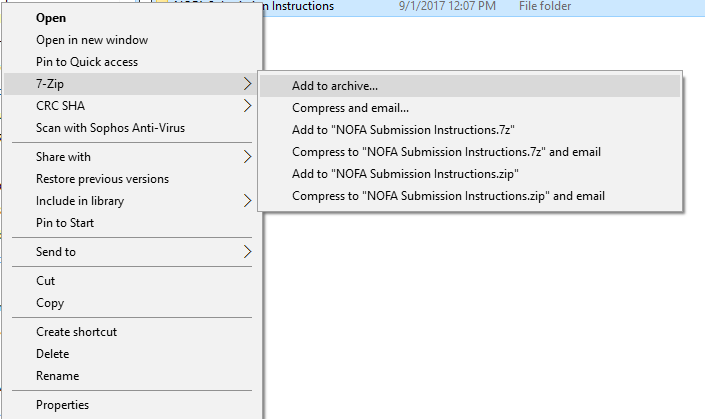 Instructions 9/1/2017 12:07 PM File folder
Open
Open in new window
Pin to Quick access
7-Zip
CRC SHA
Scan with Sophos Anti-Virus
Share with
Restore previous versions
Include in library
Pin to Start
Send to
Cut
Copy
Create shortcut
Delete
Rename
Properties
Add to archive...
Compress and email...
Add to "NOFA Submission Instructions.7z"
Compress to "NOFA Submission Instructions.7z" and email
Add to "NOFA Submission Instructions.zip"
Compress to "NOFA Submission Instructions.zip" and email